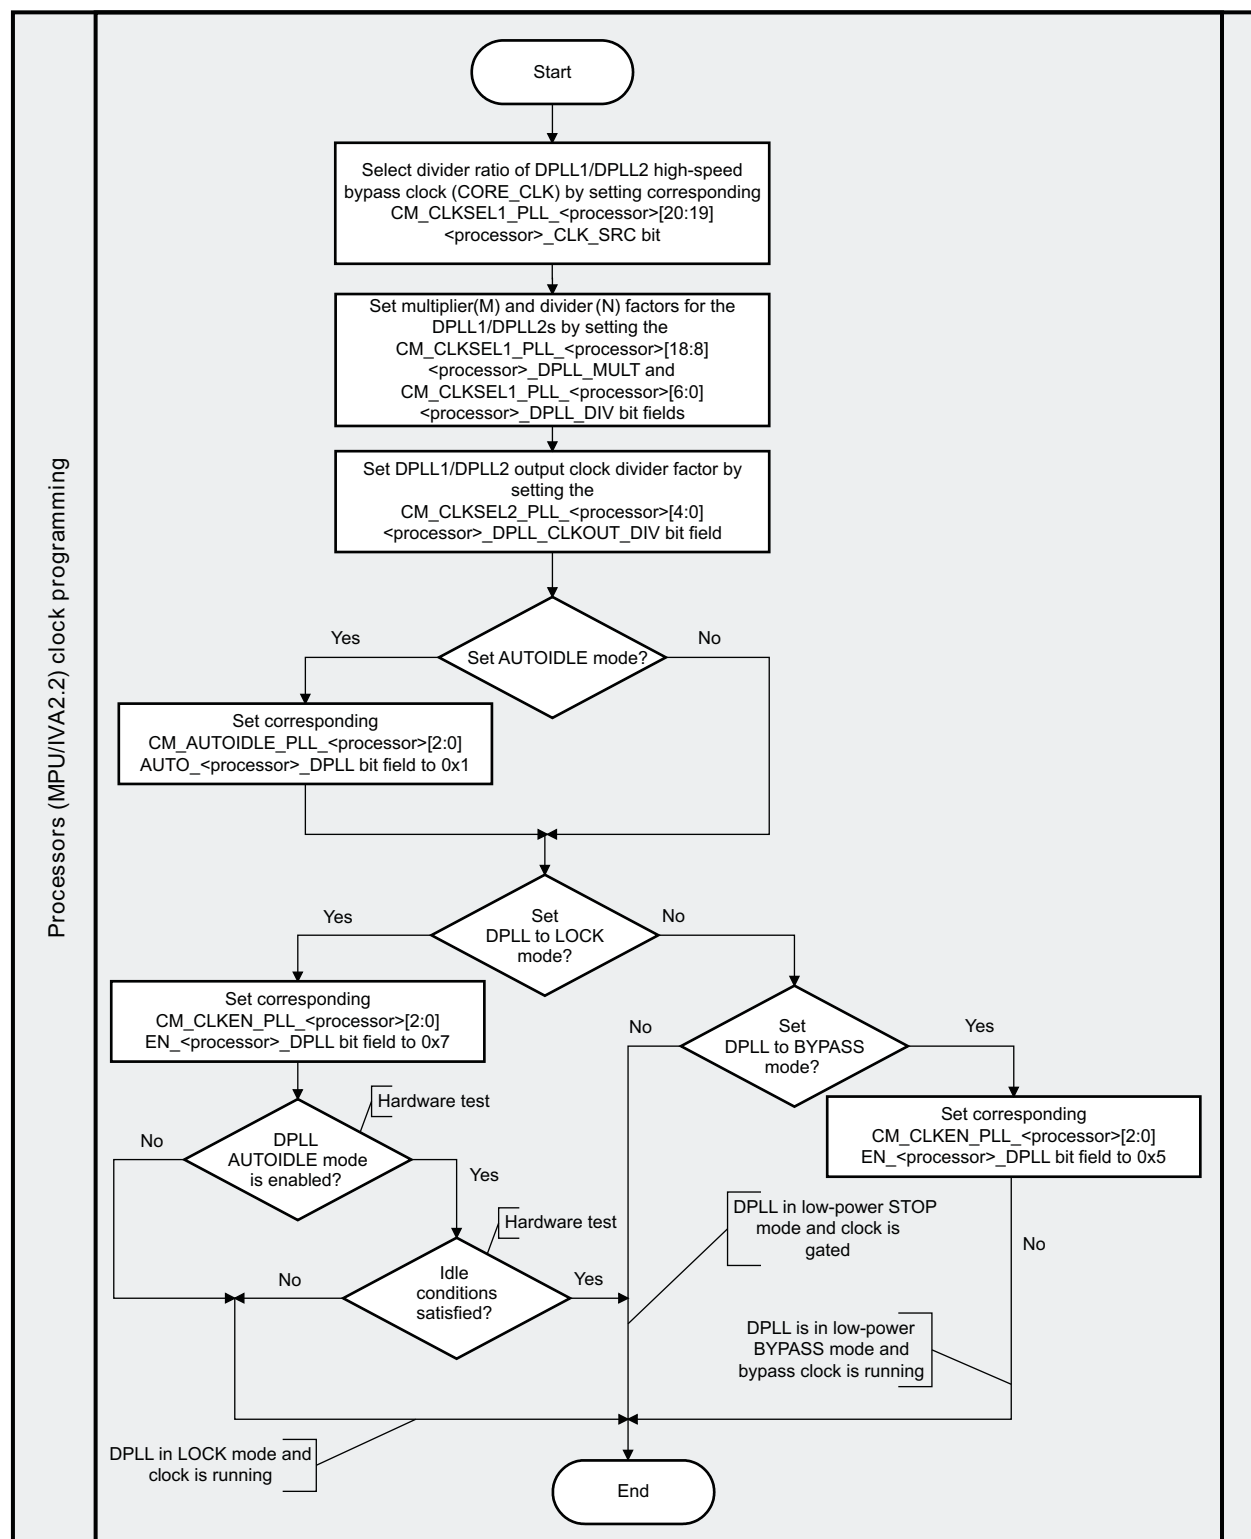 Processors (MPU/IVA2.2) clock programming
Start
Select divider ratio of DPLL1/DPLL2 high-speed
bypass clock (CORE_CLK) by setting corresponding
CM_CLKSEL1_PLL_<processor>[20:19]
<processor>_CLK_SRC bit
Set multiplier(M) and divider (N) factors for the
DPLL1/DPLL2s by setting the
CM_CLKSEL1_PLL_<processor>[18:8]
<processor>_DPLL_MULT and
CM_CLKSEL1_PLL_<processor>[6:0]
<processor>_DPLL_DIV bit fields
Set DPLL1/DPLL2 output clock divider factor by
setting the
CM_CLKSEL2_PLL_<processor>[4:0]
<processor>_DPLL_CLKOUT_DIV bit field
Yes
No
Set AUTOIDLE mode?
Set corresponding
CM_AUTOIDLE_PLL_<processor>[2:0]
AUTO_<processor>_DPLL bit field to 0x1
Yes
No
Set
DPLL to LOCK
mode?
Set corresponding
CM_CLKEN_PLL_<processor>[2:0]
EN_<processor>_DPLL bit field to 0x7
No
Yes
Set
DPLL to BYPASS
mode?
Hardware test
Set corresponding
CM_CLKEN_PLL_<processor>[2:0]
EN_<processor>_DPLL bit field to 0x5
No
DPLL
AUTOIDLE mode
is enabled?
Yes
DPLL in low-power STOP
mode and clock is
gated
Hardware test
No
No
Idle
conditions
satisfied?
Yes
DPLL is in low-power
BYPASS mode and
bypass clock is running
DPLL in LOCK mode and
clock is running
End